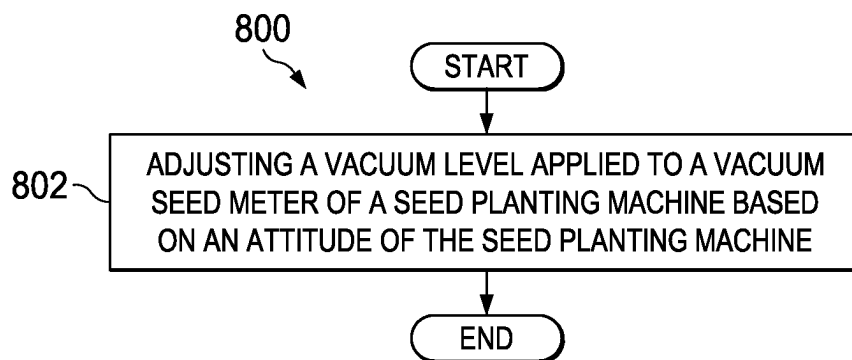 800
START
802
ADJUSTING A VACUUM LEVEL APPLIED TO A VACUUM
SEED METER OF A SEED PLANTING MACHINE BASED
ON AN ATTITUDE OF THE SEED PLANTING MACHINE
END